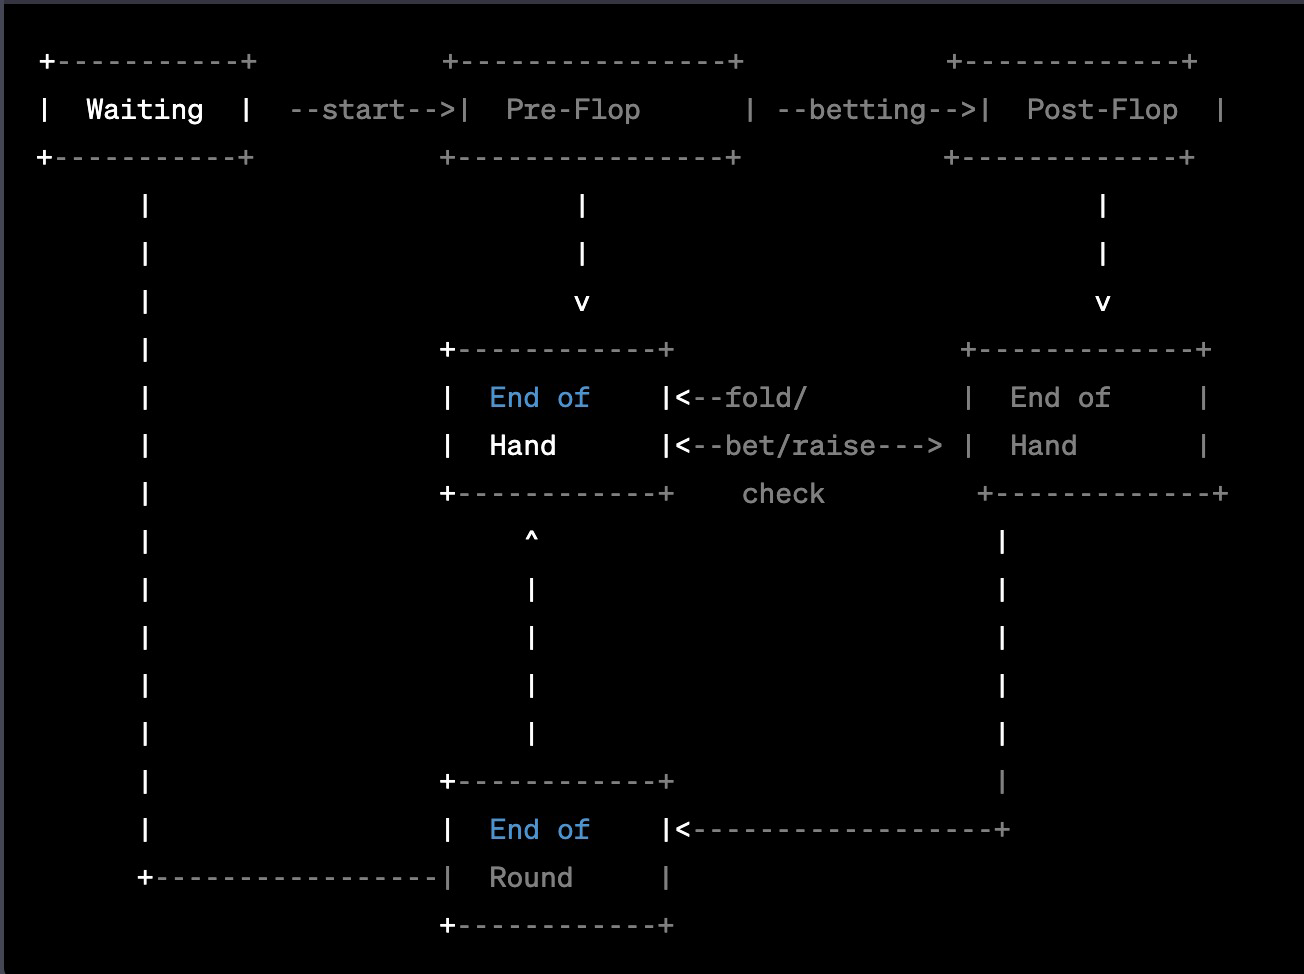 +-----------+ +----------------+ +-------------+
| Waiting | --start-->| Pre-Flop | --betting-->| Post-Flop |
+-----------+ +----------------+ +-------------+
| | |
| | |
| v v
| +------------+ +-------------+
| | End of |<--fold/ | End of |
| | Hand |<--bet/raise---> | Hand |
| +------------+ check +-------------+
| ^ |
| | |
| | |
| | |
| | |
| +------------+ |
| | End of |<------------------+
+-----------------| Round |
+------------+